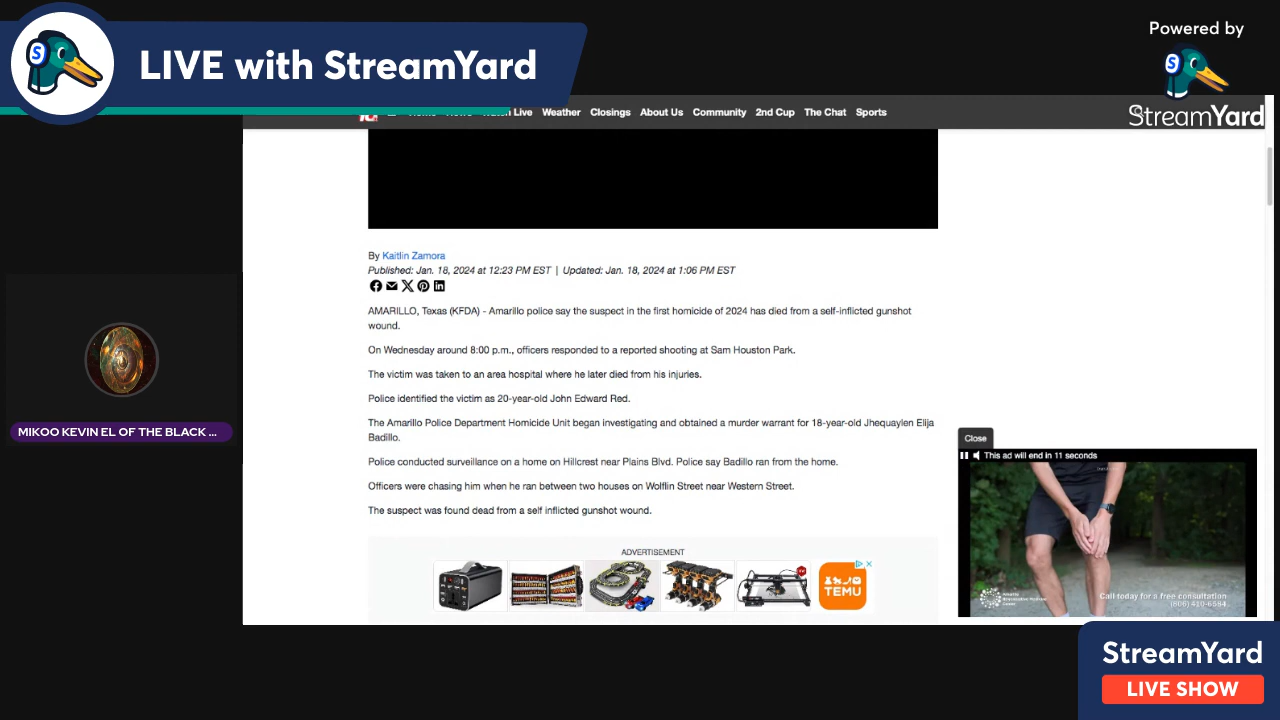 LIVE with StreamYard
Powered by
StreamYard
Live Weather Closings About Us Community 2nd Cup The Chat Sports
By Kaitlin Zamora
Published: Jan. 18, 2024 at 12:23 PM EST | Updated: Jan. 18, 2024 at 1:06 PM EST
AMARILLO, Texas (KFDA) - Amarillo police say the suspect in the first homicide of 2024 has died from a self-inflicted gunshot
wound.
On Wednesday around 8:00 p.m., officers responded to a reported shooting at Sam Houston Park.
The victim was taken to an area hospital where he later died from his injuries.
Police identified the victim as 20-year-old John Edward Red.
The Amarillo Police Department Homicide Unit began investigating and obtained a murder warrant for 18-year-old Jhequaylen Elija
Badillo.
Police conducted surveillance on a home on Hillcrest near Plains Blvd. Police say Badillo ran from the home.
Officers were chasing him when he ran between two houses on Wolflin Street near Western Street.
The suspect was found dead from a self inflicted gunshot wound.
MIKOO KEVIN EL OF THE BLACK ...
Close
This ad will end in 11 seconds
Call today for a free consultation
(806) 410-6584
ADVERTISEMENT
TEMU
StreamYard
LIVE SHOW